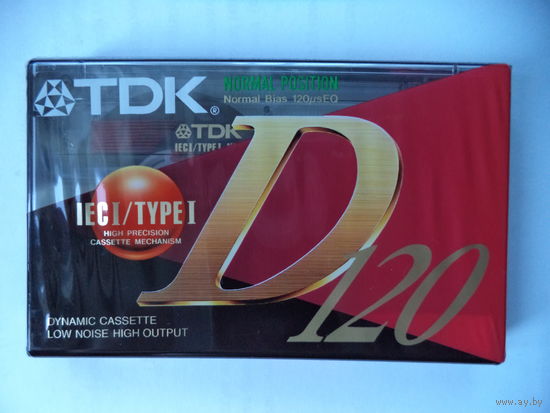 TDK®
NORMAL POSITION
Normal Bias 120μsEQ
TDK
IECI/TYPE I
IECI/TYPE I
HIGH PRECISION
CASSETTE MECHANISM
D
120
DYNAMIC CASSETTE
LOW NOISE HIGH OUTPUT
www.ay.by